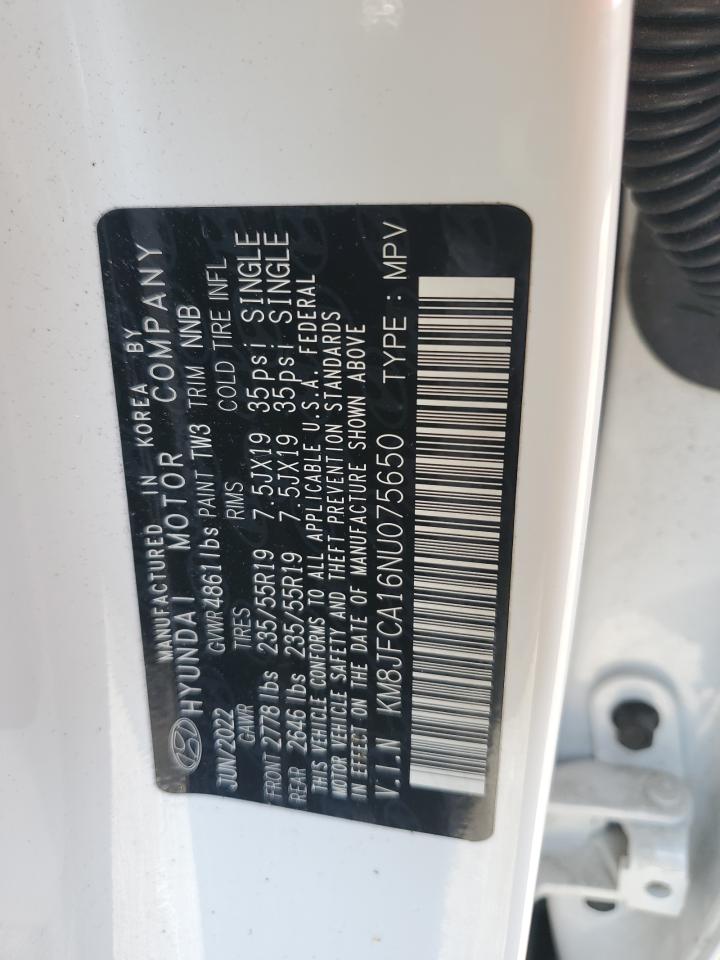 MANUFACTURED IN KOREA BY
HYUNDAI MOTOR COMPANY
JUN/2022 GVWR 4861 lbs PAINT TW3 TRIM NNB
GAWR TIRES RIMS COLD TIRE INFL
FRONT 2778 lbs 235/55R19 7.5JX19 35psi SINGLE
REAR 2646 lbs 235/55R19 7.5JX19 35psi SINGLE
THIS VEHICLE CONFORMS TO ALL APPLICABLE U.S.A. FEDERAL
MOTOR VEHICLE SAFETY AND THEFT PREVENTION STANDARDS
IN EFFECT ON THE DATE OF MANUFACTURE SHOWN ABOVE
V.I.N KM8JFCA16NU075650 TYPE : MPV